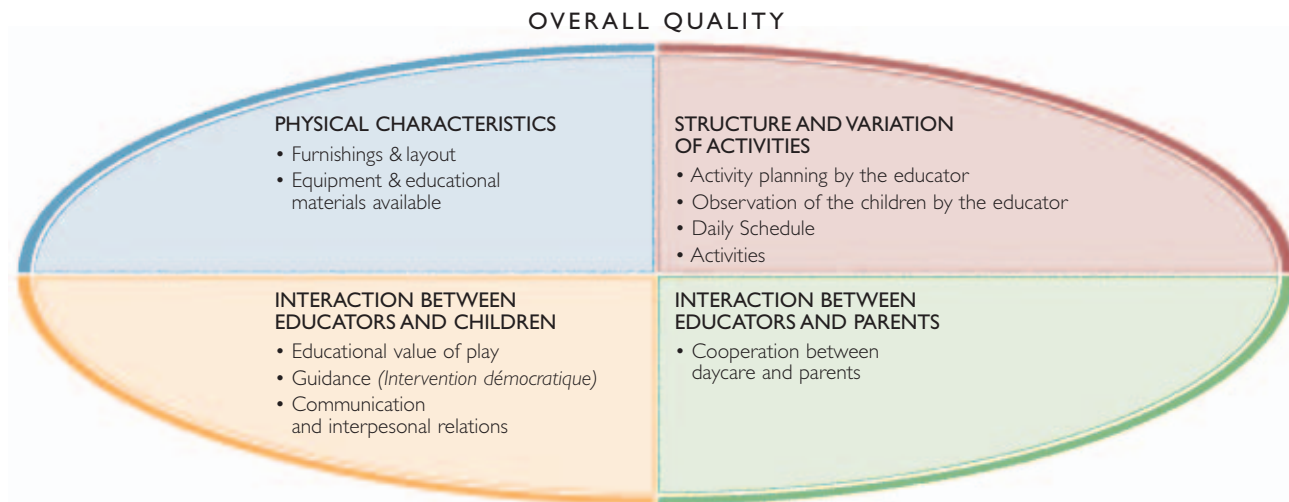 OVERALL QUALITY
PHYSICAL CHARACTERISTICS
• Furnishings & layout
• Equipment & educational
materials available
STRUCTURE AND VARIATION
OF ACTIVITIES
• Activity planning by the educator
• Observation of the children by the educator
• Daily Schedule
• Activities
INTERACTION BETWEEN
EDUCATORS AND CHILDREN
• Educational value of play
• Guidance (Intervention démocratique)
• Communication
and interpesonal relations
INTERACTION BETWEEN
EDUCATORS AND PARENTS
• Cooperation between
daycare and parents